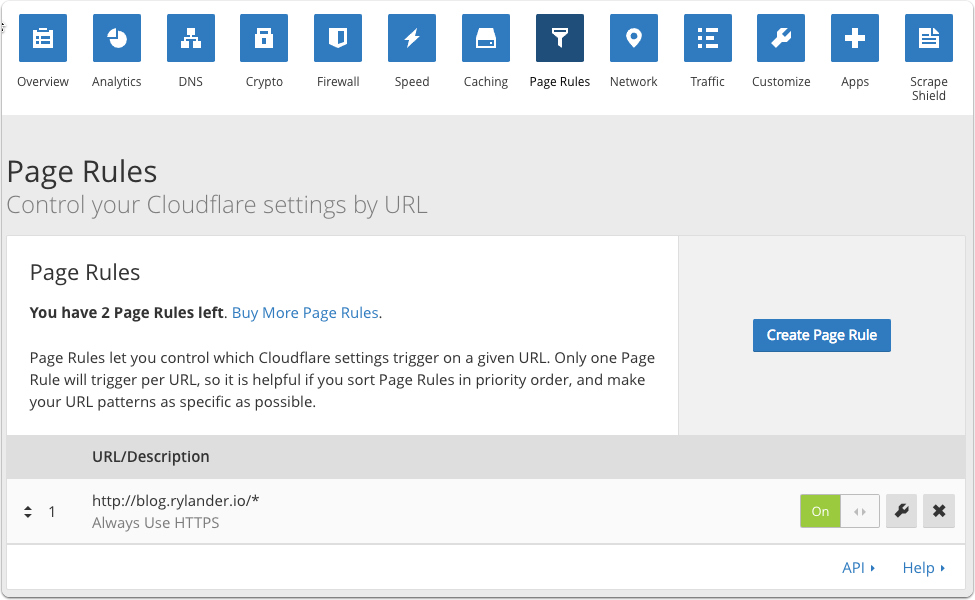 Overview Analytics DNS Crypto Firewall Speed Caching Page Rules Network Traffic Customize Apps Scrape
Shield
Page Rules
Control your Cloudflare settings by URL
Page Rules
You have 2 Page Rules left. Buy More Page Rules.
Create Page Rule
Page Rules let you control which Cloudflare settings trigger on a given URL. Only one Page
Rule will trigger per URL, so it is helpful if you sort Page Rules in priority order, and make
your URL patterns as specific as possible.
URL/Description
1 http://blog.rylander.io/*
Always Use HTTPS
On
API Help